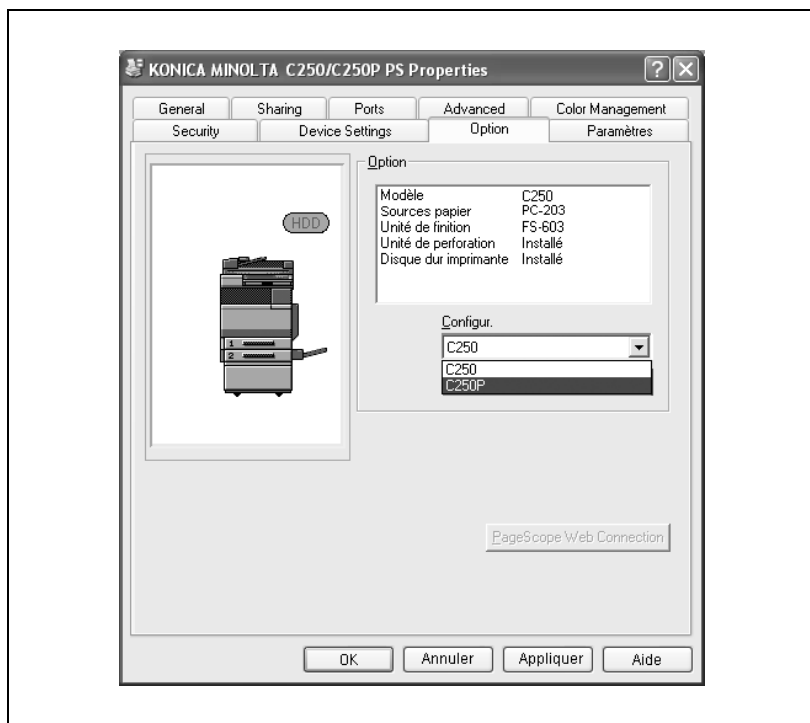 KONICA MINOLTA C250/C250P PS Properties
General Sharing Ports Advanced Color Management
Security Device Settings Option Paramètres
Option
HDD
Modèle C250
Sources papier PC-203
Unité de finition FS-603
Unité de perforation Installé
Disque dur imprimante Installé
1
2
Configur.
C250
C250
C250P
PageScope Web Connection
OK Annuler Appliquer Aide